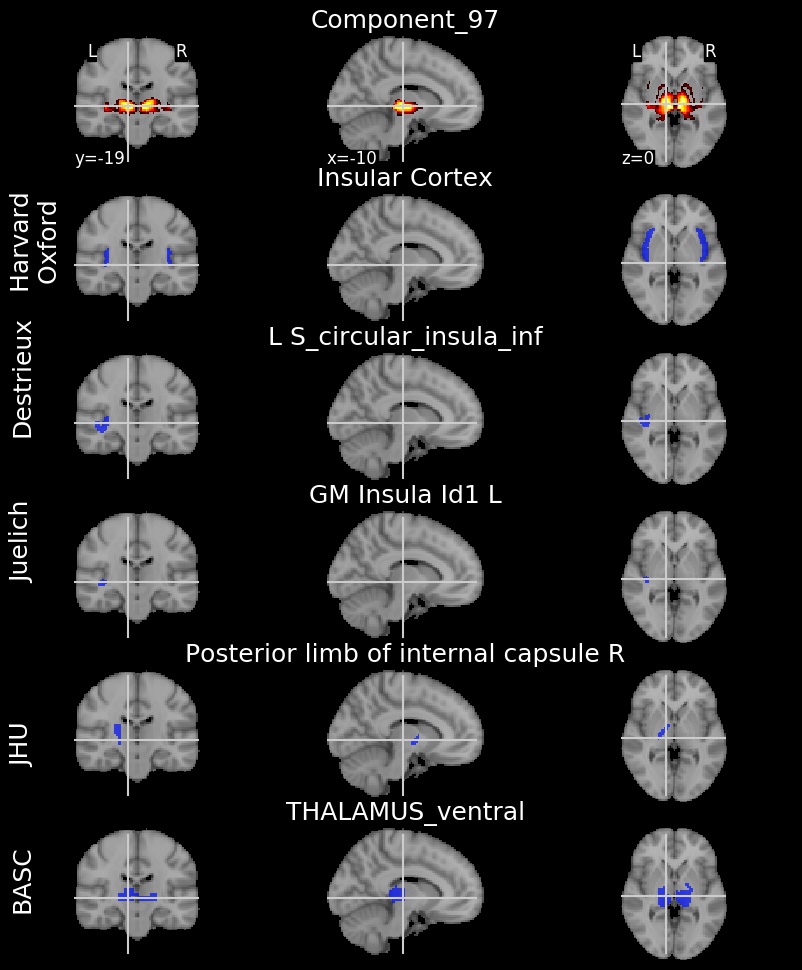 Component_97
L R
L R
y=-19
x=-10
z=0
Insular Cortex
Harvard
Oxford
L S_circular_insula_inf
Destrieux
GM Insula Id1 L
Juelich
Posterior limb of internal capsule R
JHU
THALAMUS_ventral
BASC